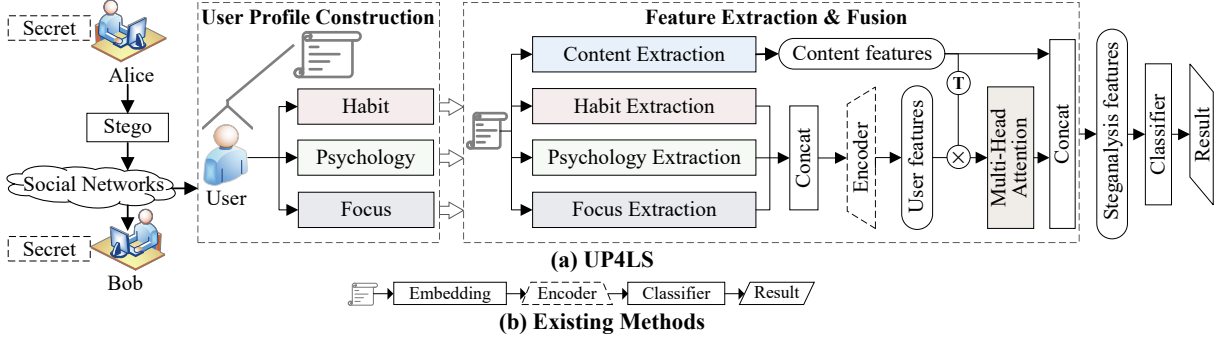 Secret
Alice
Stego
Social Networks
Secret
Bob
User Profile Construction
User
Habit
Psychology
Focus
Feature Extraction & Fusion
Content Extraction
Content features
Habit Extraction
Psychology Extraction
Focus Extraction
Concat
Encoder
User features
T
Multi-Head
Attention
Concat
Steganalysis features
Classifier
Result
(a) UP4LS
Embedding
Encoder
Classifier
Result
(b) Existing Methods